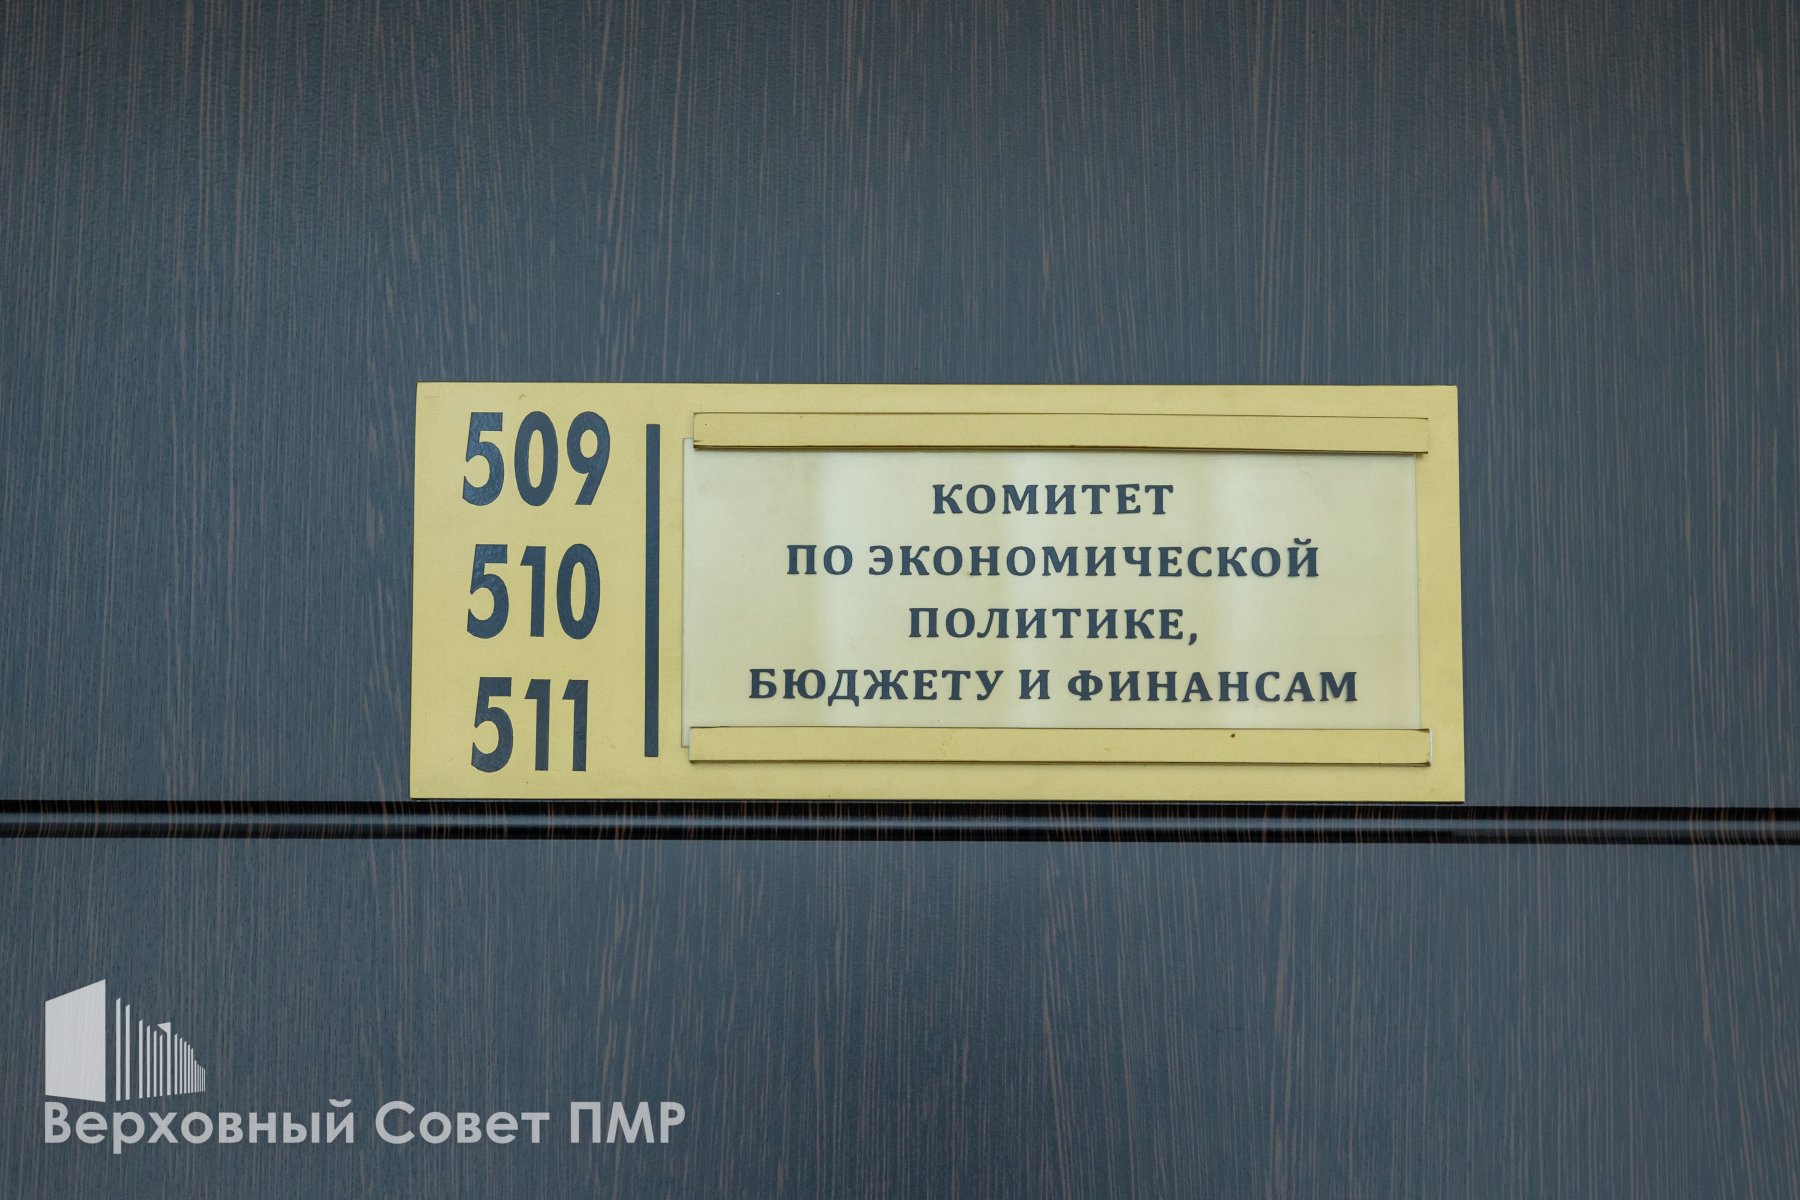 509
510
511
КОМИТЕТ
ПО ЭКОНОМИЧЕСКОЙ
ПОЛИТИКЕ,
БЮДЖЕТУ И ФИНАНСАМ
Верховный Совет ПМР